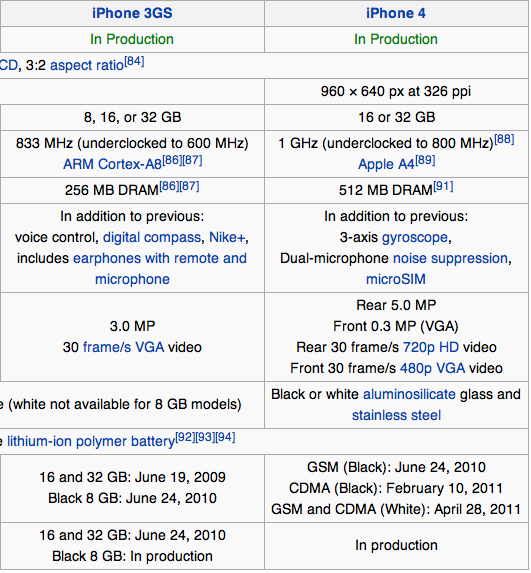 iPhone 3GS
iPhone 4
In Production
In Production
CD, 3:2 aspect ratio[84]
960 × 640 px at 326 ppi
8, 16, or 32 GB
16 or 32 GB
833 MHz (underclocked to 600 MHz)
ARM Cortex-A8[86][87]
1 GHz (underclocked to 800 MHz)[88]
Apple A4[89]
256 MB DRAM[86][87]
512 MB DRAM[91]
In addition to previous:
voice control, digital compass, Nike+,
includes earphones with remote and
microphone
In addition to previous:
3-axis gyroscope,
Dual-microphone noise suppression,
microSIM
3.0 MP
30 frame/s VGA video
Rear 5.0 MP
Front 0.3 MP (VGA)
Rear 30 frame/s 720p HD video
Front 30 frame/s 480p VGA video
e (white not available for 8 GB models)
Black or white aluminosilicate glass and
stainless steel
e lithium-ion polymer battery[92][93][94]
16 and 32 GB: June 19, 2009
Black 8 GB: June 24, 2010
GSM (Black): June 24, 2010
CDMA (Black): February 10, 2011
GSM and CDMA (White): April 28, 2011
16 and 32 GB: June 24, 2010
Black 8 GB: In production
In production